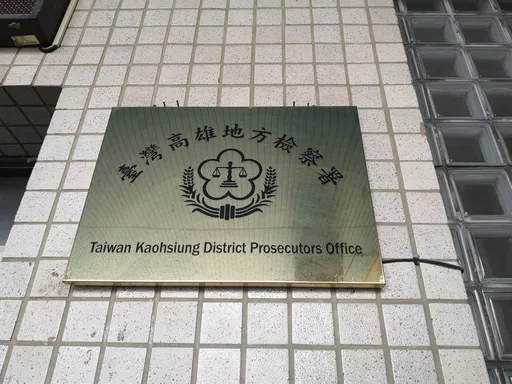 臺灣高雄地方檢察署
Taiwan Kaohsiung District Prosecutors Office